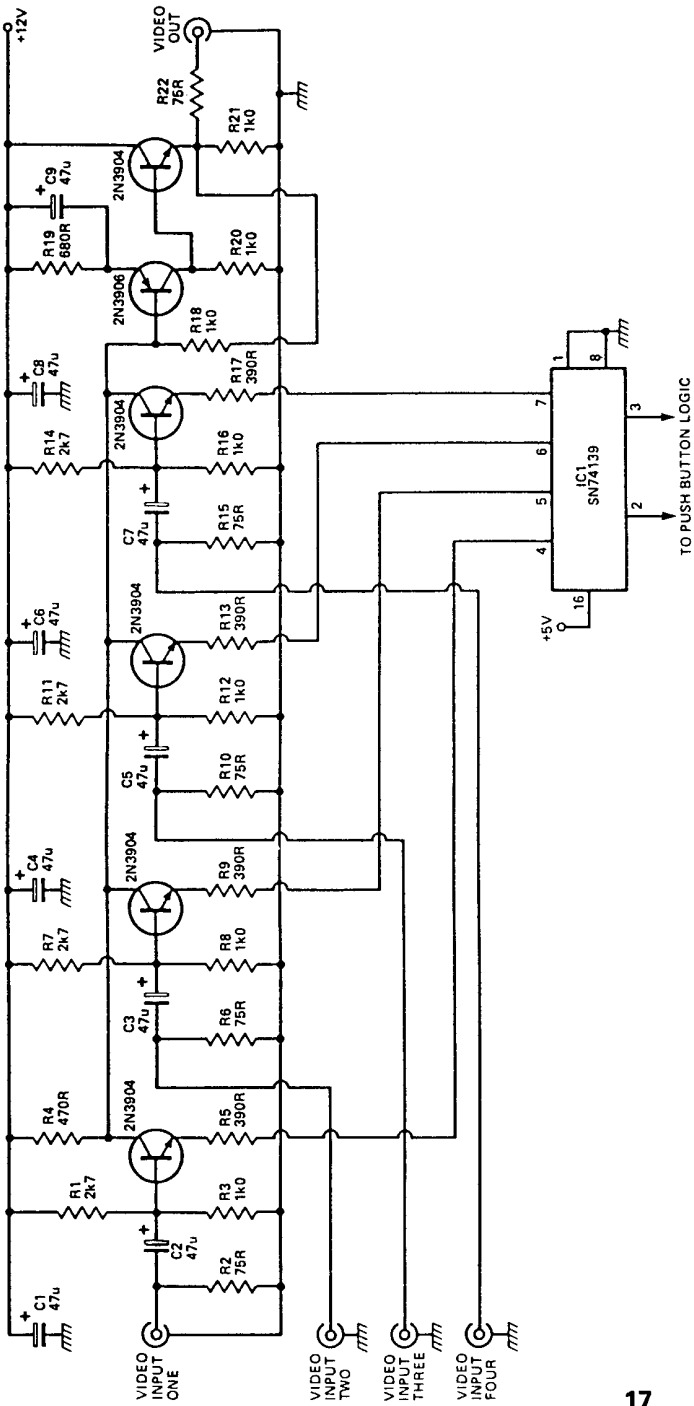 +12V
C1
47u
R1
2k7
R4
470R
R7
2k7
C4
47u
R11
2k7
C6
47u
R14
2k7
C8
47u
R19
680R
C9
47u
2N3904
2N3904
2N3904
2N3904
2N3906
2N3904
VIDEO
OUT
R22
75R
VIDEO
INPUT
ONE
C2
47u
R2
75R
R3
1k0
R5
390R
C3
47u
R6
75R
R8
1k0
R9
390R
C5
47u
R10
75R
R12
1k0
R13
390R
C7
47u
R15
75R
R16
1k0
R17
390R
R18
1k0
R20
1k0
R21
1k0
VIDEO
INPUT
TWO
VIDEO
INPUT
THREE
VIDEO
INPUT
FOUR
+5V
16
4
5
6
7
1
8
IC1
SN74139
2
3
TO PUSH BUTTON LOGIC
17
+
+
+
+
+
+
+
+
+